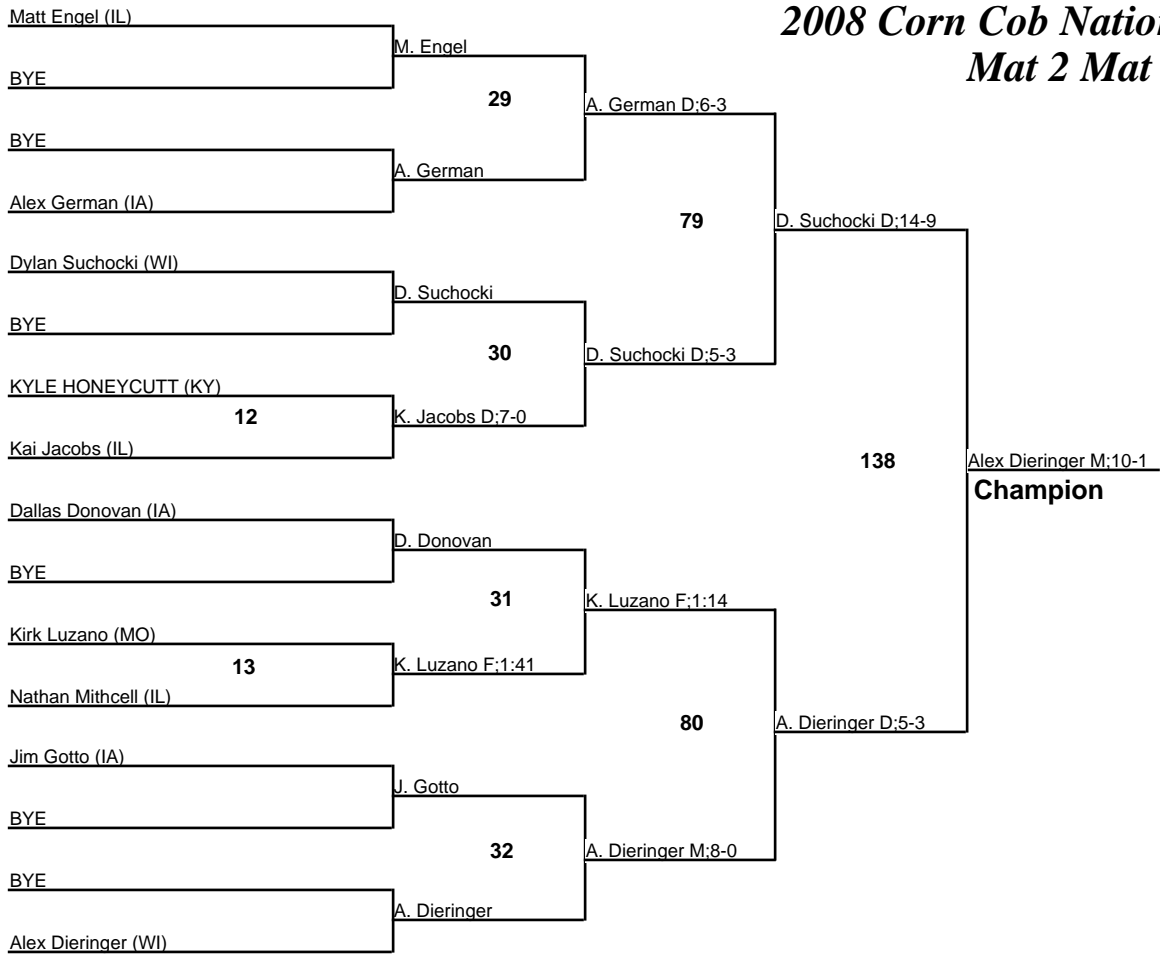 2008 Corn Cob Nation
Mat 2 Mat
Matt Engel (IL)
M. Engel
BYE
29
A. German D;6-3
BYE
A. German
Alex German (IA)
79
D. Suchocki D;14-9
Dylan Suchocki (WI)
D. Suchocki
BYE
30
D. Suchocki D;5-3
KYLE HONEYCUTT (KY)
12
K. Jacobs D;7-0
Kai Jacobs (IL)
138
Alex Dieringer M;10-1
Champion
Dallas Donovan (IA)
D. Donovan
BYE
31
K. Luzano F;1:14
Kirk Luzano (MO)
13
K. Luzano F;1:41
Nathan Mithcell (IL)
80
A. Dieringer D;5-3
Jim Gotto (IA)
J. Gotto
BYE
32
A. Dieringer M;8-0
BYE
A. Dieringer
Alex Dieringer (WI)